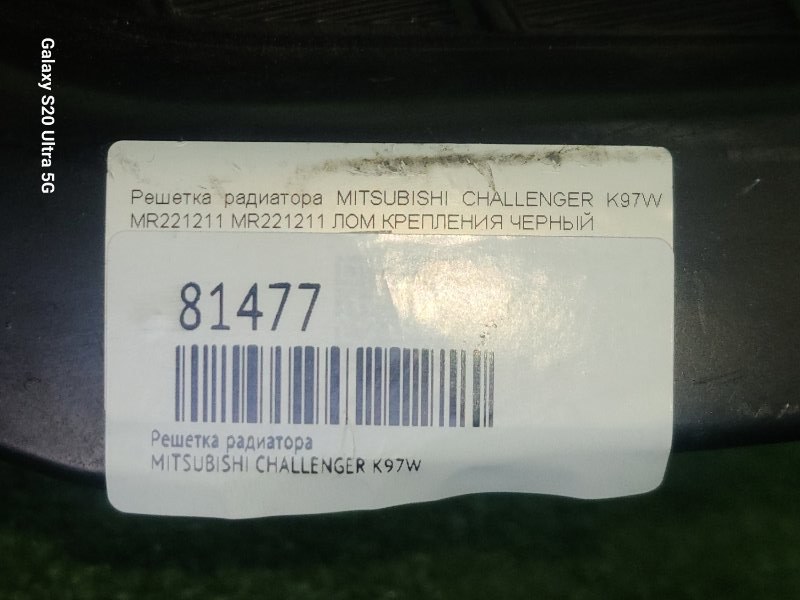 Galaxy S20 Ultra 5G
Решетка радиатора MITSUBISHI CHALLENGER K97W
MR221211 MR221211 ЛОМ КРЕПЛЕНИЯ ЧЕРНЫЙ
81477
Решетка радиатора
MITSUBISHI CHALLENGER K97W